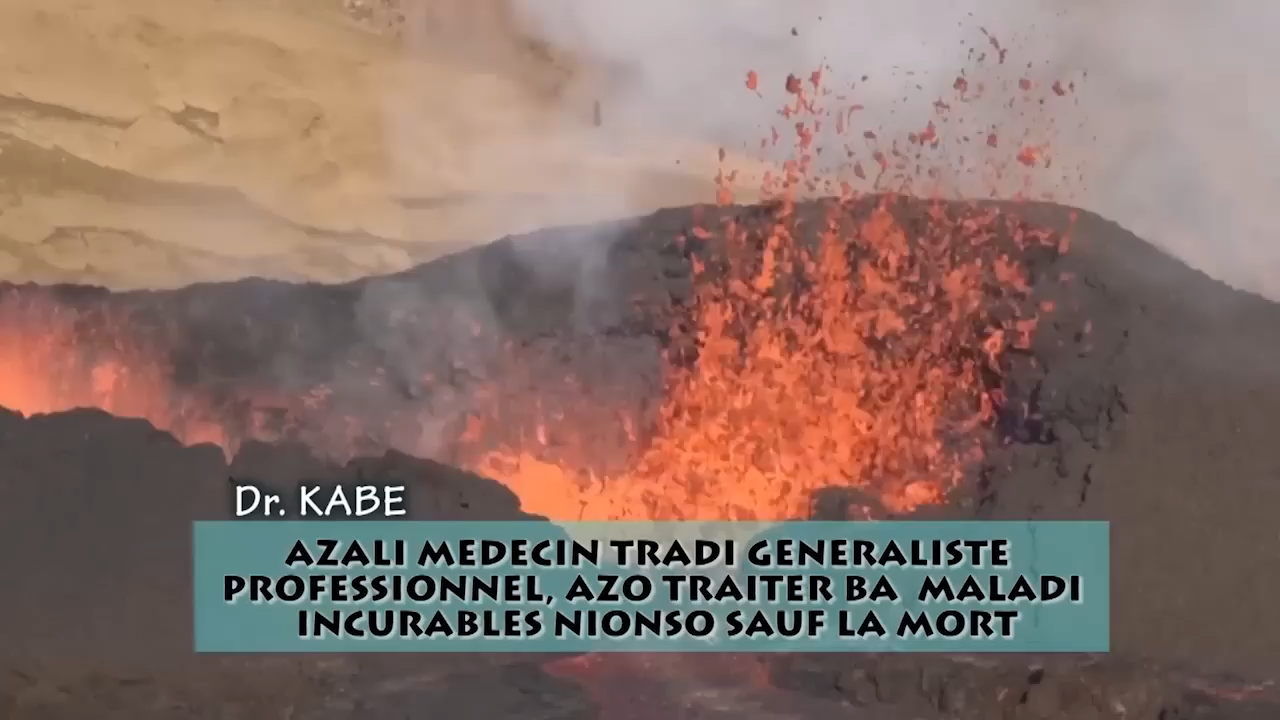 Dr. KABE
AZALI MEDECIN TRADI GENERALISTE
PROFESSIONNEL, AZO TRAITER BA MALADI
INCURABLES NIONSO SAUF LA MORT